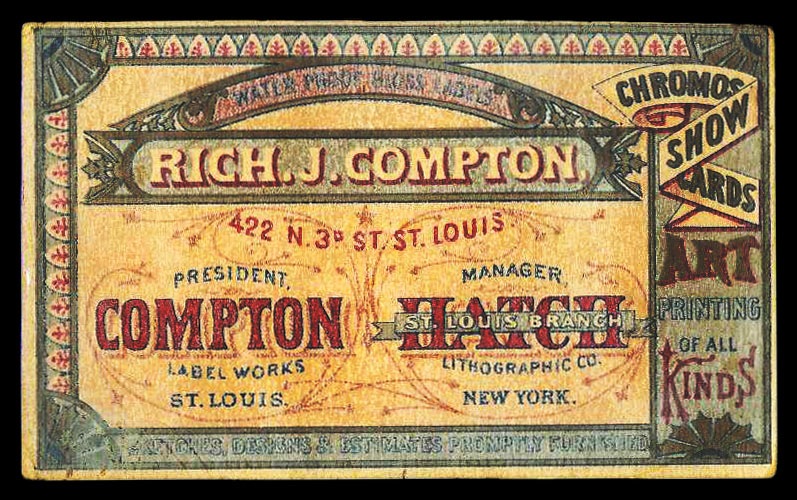 WATER PROOF GLOSS LABELS
RICH. J. COMPTON.
422 N. 3D ST. ST. LOUIS
PRESIDENT,
COMPTON
LABEL WORKS
ST. LOUIS.
MANAGER,
HATCH
ST. LOUIS BRANCH
LITHOGRAPHIC CO.
NEW YORK.
CHROMOS
SHOW
CARDS
ART
PRINTING
OF ALL
KINDS
SKETCHES, DESIGNS & ESTIMATES PROMPTLY FURNISHED